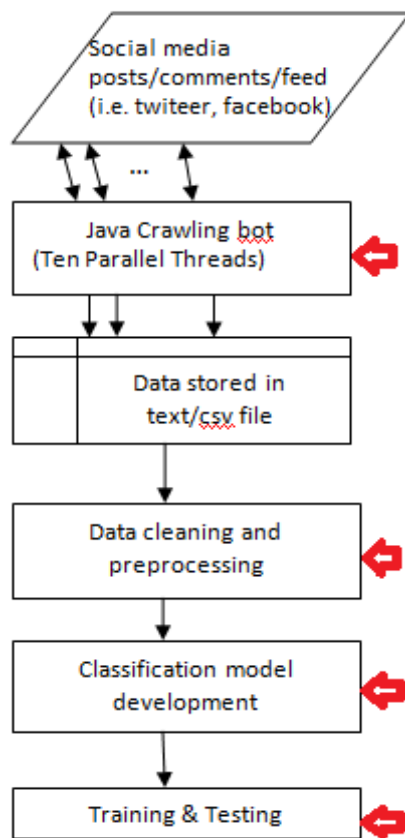 Social media
posts/comments/feed
(i.e. twiteer, facebook)
...
Java Crawling bot
(Ten Parallel Threads)
Data stored in
text/csv file
Data cleaning and
preprocessing
Classification model
development
Training & Testing